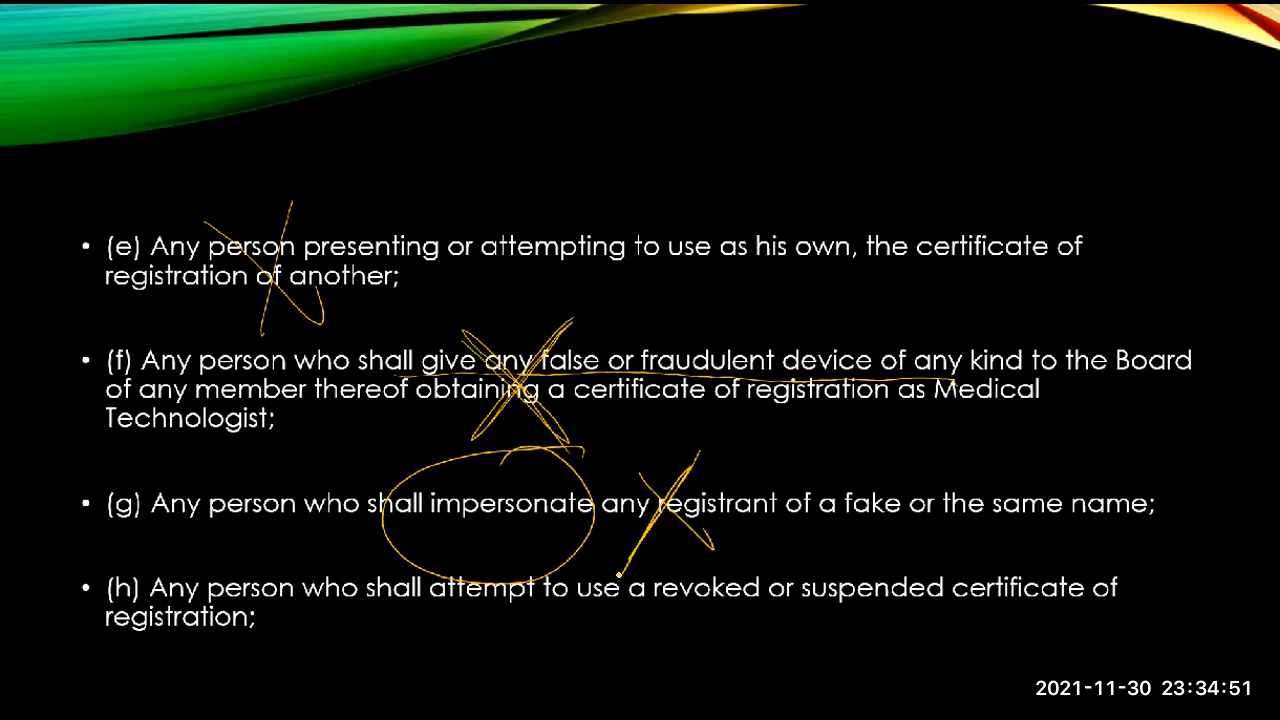 • (e) Any person presenting or attempting to use as his own, the certificate of
registration of another;
• (f) Any person who shall give any false or fraudulent device of any kind to the Board
of any member thereof obtaining a certificate of registration as Medical
Technologist;
• (g) Any person who shall impersonate any registrant of a fake or the same name;
• (h) Any person who shall attempt to use a revoked or suspended certificate of
registration;
2021-11-30 23:34:51